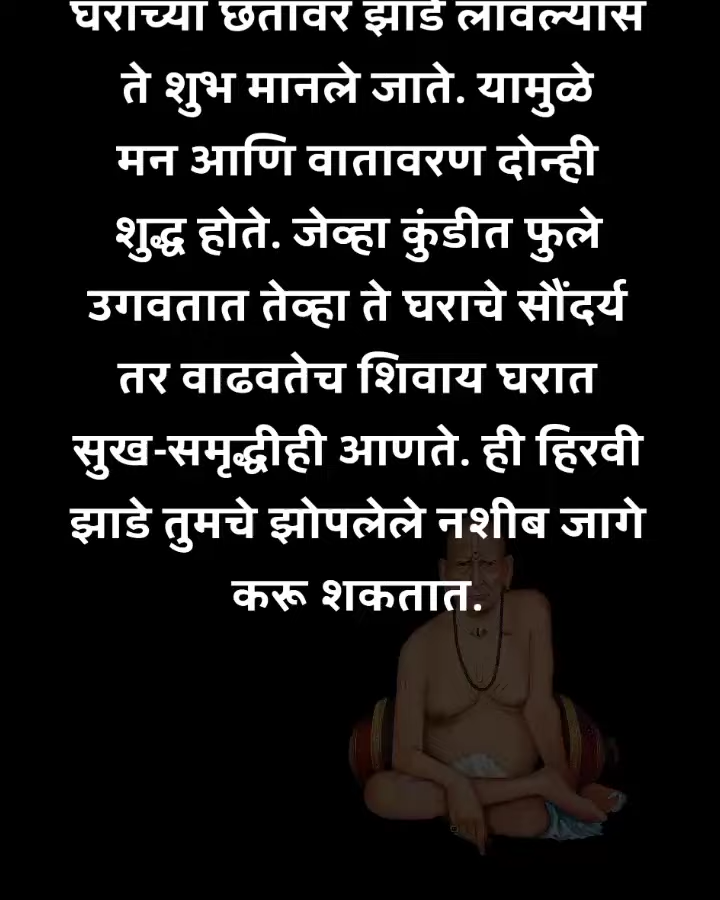 घराच्या छतावर झाडे लावल्यास
ते शुभ मानले जाते. यामुळे
मन आणि वातावरण दोन्ही
शुद्ध होते. जेव्हा कुंडीत फुले
उगवतात तेव्हा ते घराचे सौंदर्य
तर वाढवतेच शिवाय घरात
सुख-समृद्धीही आणते. ही हिरवी
झाडे तुमचे झोपलेले नशीब जागे
करू शकतात.